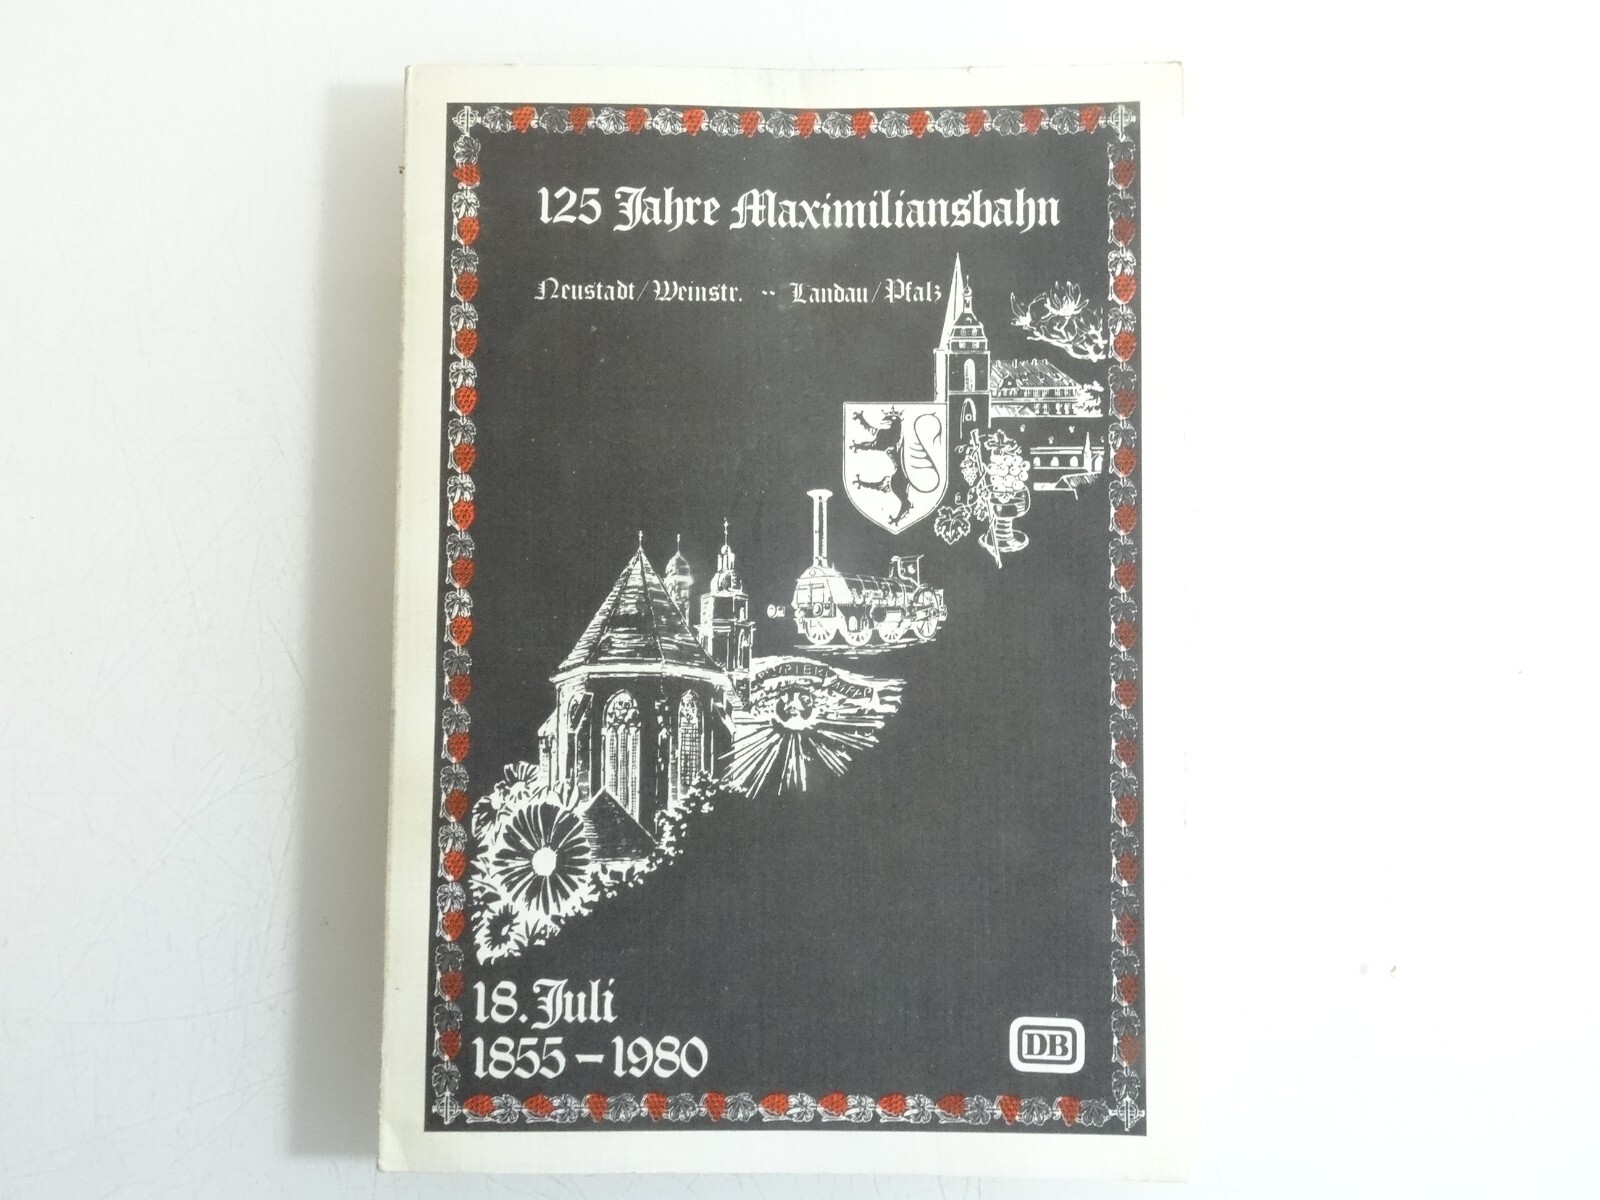 125 Jahre Maximiliansbahn
Neustadt/Weinstr. -- Landau/Pfalz
18. Juli
1855 – 1980
DB